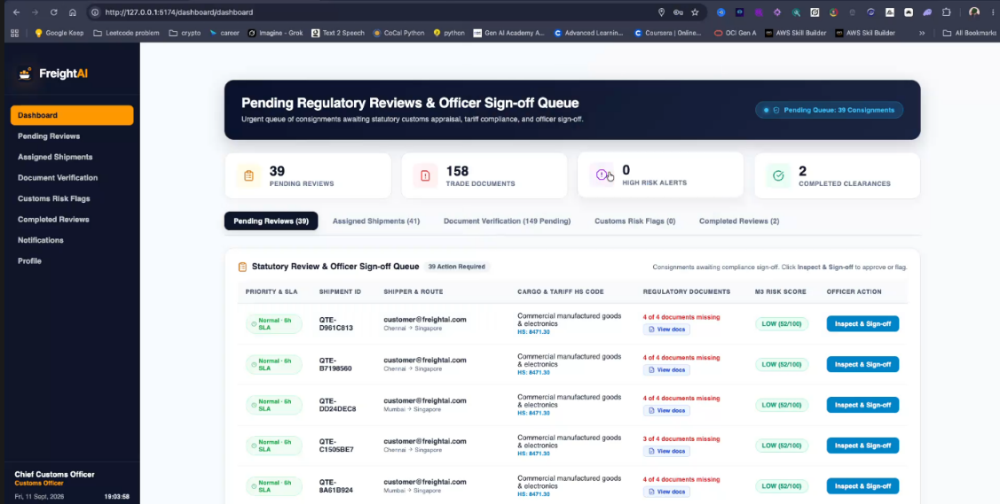 http://127.0.0.1:5174/dashboard/dashboard
Google Keep
Leetcode problem
crypto
career
Imagine - Grok
Text 2 Speech
CoCal Python
python
Gen AI Academy A...
Advanced Learnin...
Coursera | Online...
OCI Gen A
AWS Skill Builder
AWS Skil Builder
»
All Bookmarks
FreightAI
Dashboard
Pending Reviews
Assigned Shipments
Document Verification
Customs Risk Flags
Completed Reviews
Notifications
Profile
Chief Customs Officer
Customs Officer
Fri, 11 Sept, 2026 19:03:58
Pending Regulatory Reviews & Officer Sign-off Queue
Urgent queue of consignments awaiting statutory customs appraisal, tariff compliance, and officer sign-off.
Pending Queue: 39 Consignments
39
PENDING REVIEWS
158
TRADE DOCUMENTS
0
HIGH RISK ALERTS
2
COMPLETED CLEARANCES
Pending Reviews (39)
Assigned Shipments (41)
Document Verification (149 Pending)
Customs Risk Flags (0)
Completed Reviews (2)
Statutory Review & Officer Sign-off Queue 39 Action Required
Consignments awaiting compliance sign-off. Click Inspect & Sign-off to approve or flag.
PRIORITY & SLA SHIPMENT ID SHIPPER & ROUTE CARGO & TARIFF HS CODE REGULATORY DOCUMENTS M3 RISK SCORE OFFICER ACTION
Normal · 6h
SLA
QTE-
D961C813
customer@freightai.com
Chennai → Singapore
Commercial manufactured goods
& electronics
HS: 8471.30
4 of 4 documents missing
View docs
LOW (52/100)
Inspect & Sign-off
Normal · 6h
SLA
QTE-
B7198560
customer@freightai.com
Chennai → Singapore
Commercial manufactured goods
& electronics
HS: 8471.30
4 of 4 documents missing
View docs
LOW (52/100)
Inspect & Sign-off
Normal · 6h
SLA
QTE-
DD24DEC8
customer@freightai.com
Mumbai → Singapore
Commercial manufactured goods
& electronics
HS: 8471.30
4 of 4 documents missing
View docs
LOW (52/100)
Inspect & Sign-off
Normal · 6h
SLA
QTE-
C1505BE7
customer@freightai.com
Chennai → Singapore
Commercial manufactured goods
& electronics
HS: 8471.30
3 of 4 documents missing
View docs
LOW (52/100)
Inspect & Sign-off
Normal · 6h
SLA
QTE-
8A61B924
customer@freightai.com
Mumbai → Singapore
Commercial manufactured goods
& electronics
HS: 8471.30
4 of 4 documents missing
View docs
LOW (52/100)
Inspect & Sign-off